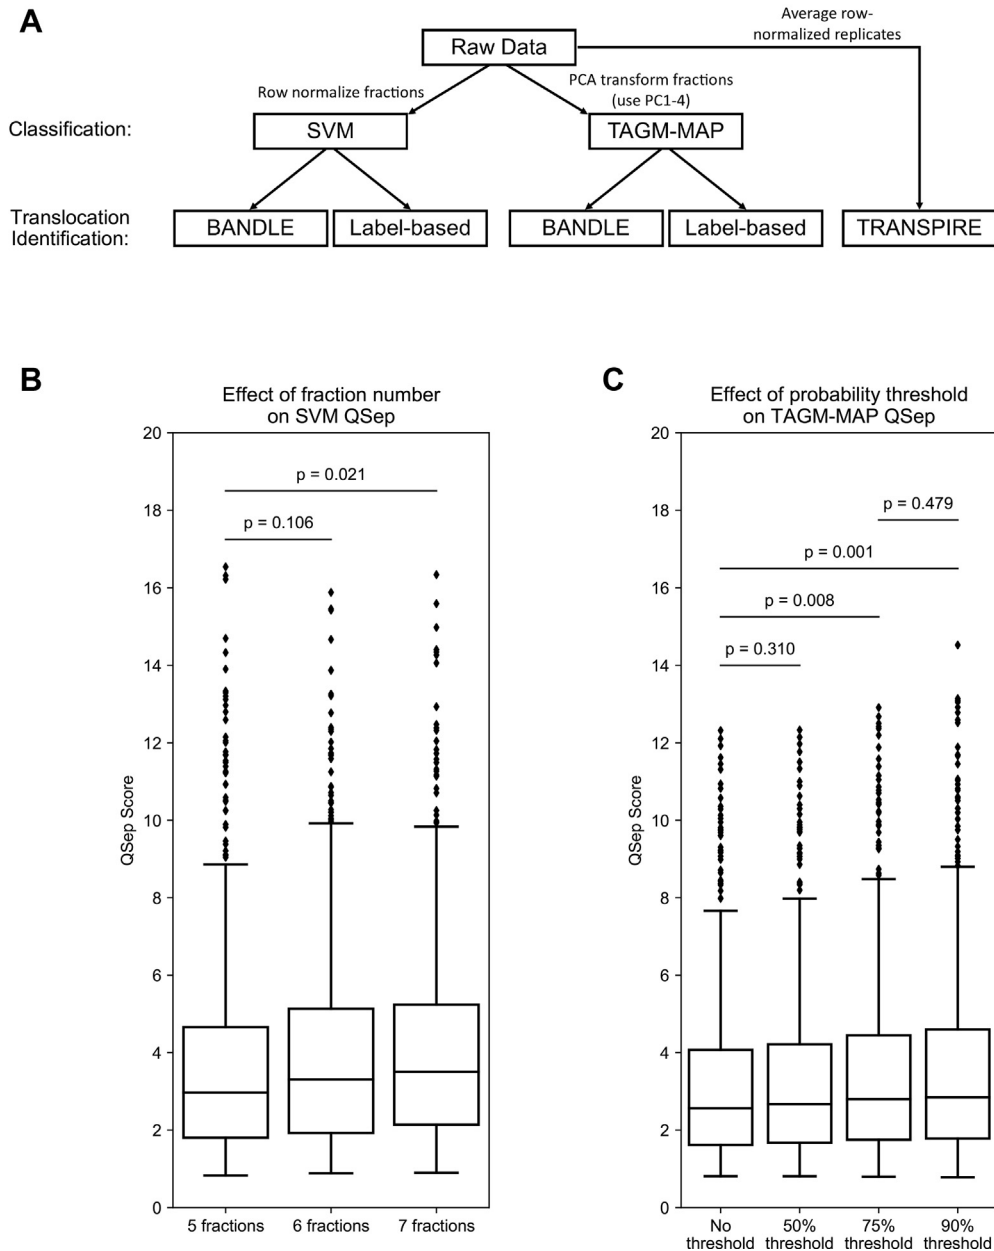 A
Average row-
normalized replicates
Raw Data
Row normalize fractions
PCA transform fractions
(use PC1-4)
Classification:
SVM
TAGM-MAP
Translocation
Identification:
BANDLE
Label-based
BANDLE
Label-based
TRANSPIRE
B
Effect of fraction number
on SVM QSep
20
18
16
14
12
10
8
6
4
2
0
QSep Score
p = 0.021
p = 0.106
5 fractions
6 fractions
7 fractions
C
Effect of probability threshold
on TAGM-MAP QSep
20
18
16
14
12
10
8
6
4
2
0
QSep Score
p = 0.479
p = 0.001
p = 0.008
p = 0.310
No
threshold
50%
threshold
75%
threshold
90%
threshold